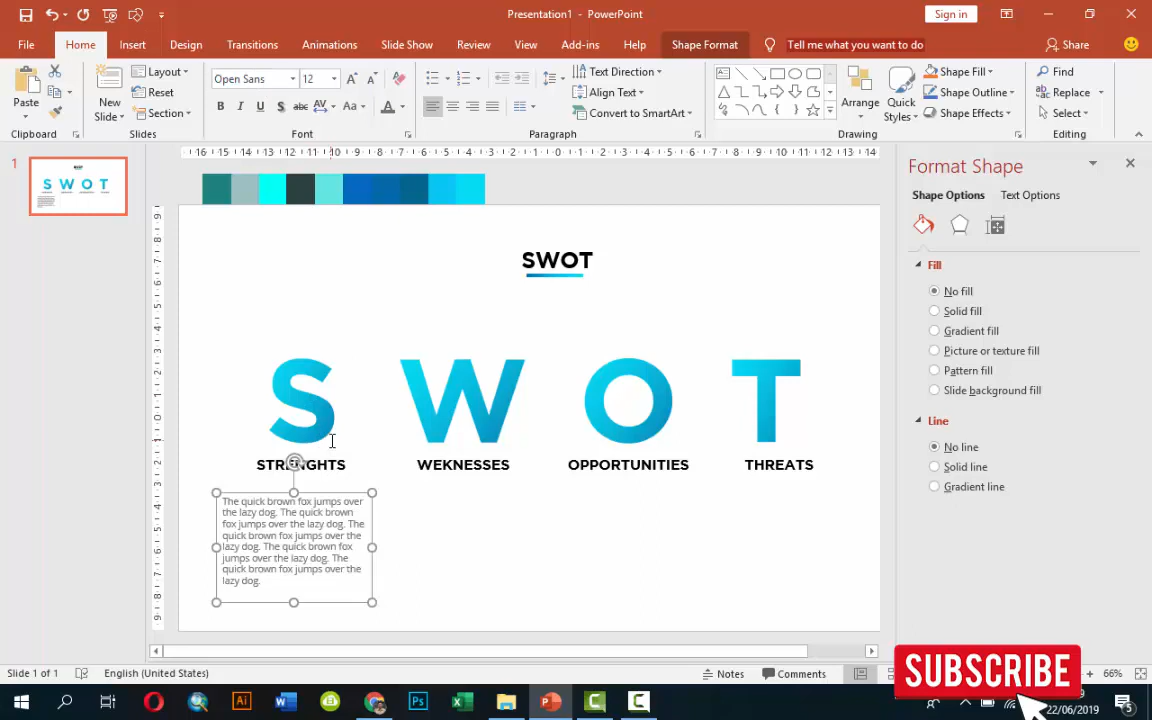 Presentation1 - PowerPoint
Sign in
File
Home
Insert
Design
Transitions
Animations
Slide Show
Review
View
Add-ins
Help
Shape Format
Tell me what you want to do
Share
Paste
New
Slide
Layout
Reset
Section
Open Sans
12
B
I
U
S
abc
AV
Aa
A
Text Direction
Align Text
Convert to SmartArt
Arrange
Quick
Styles
Shape Fill
Shape Outline
Shape Effects
Find
Replace
Select
Clipboard
Slides
Font
Paragraph
Drawing
Editing
1
SWOT
S W O T
STRENGHTS
WEKNESSES
OPPORTUNITIES
THREATS
The quick brown fox jumps over
the lazy dog. The quick brown
fox jumps over the lazy dog. The
quick brown fox jumps over the
lazy dog. The quick brown fox
jumps over the lazy dog. The
quick brown fox jumps over the
lazy dog.
Format Shape
Shape Options
Text Options
Fill
No fill
Solid fill
Gradient fill
Picture or texture fill
Pattern fill
Slide background fill
Line
No line
Solid line
Gradient line
Slide 1 of 1
English (United States)
Notes
Comments
66%
SUBSCRIBE
22/06/2019
5